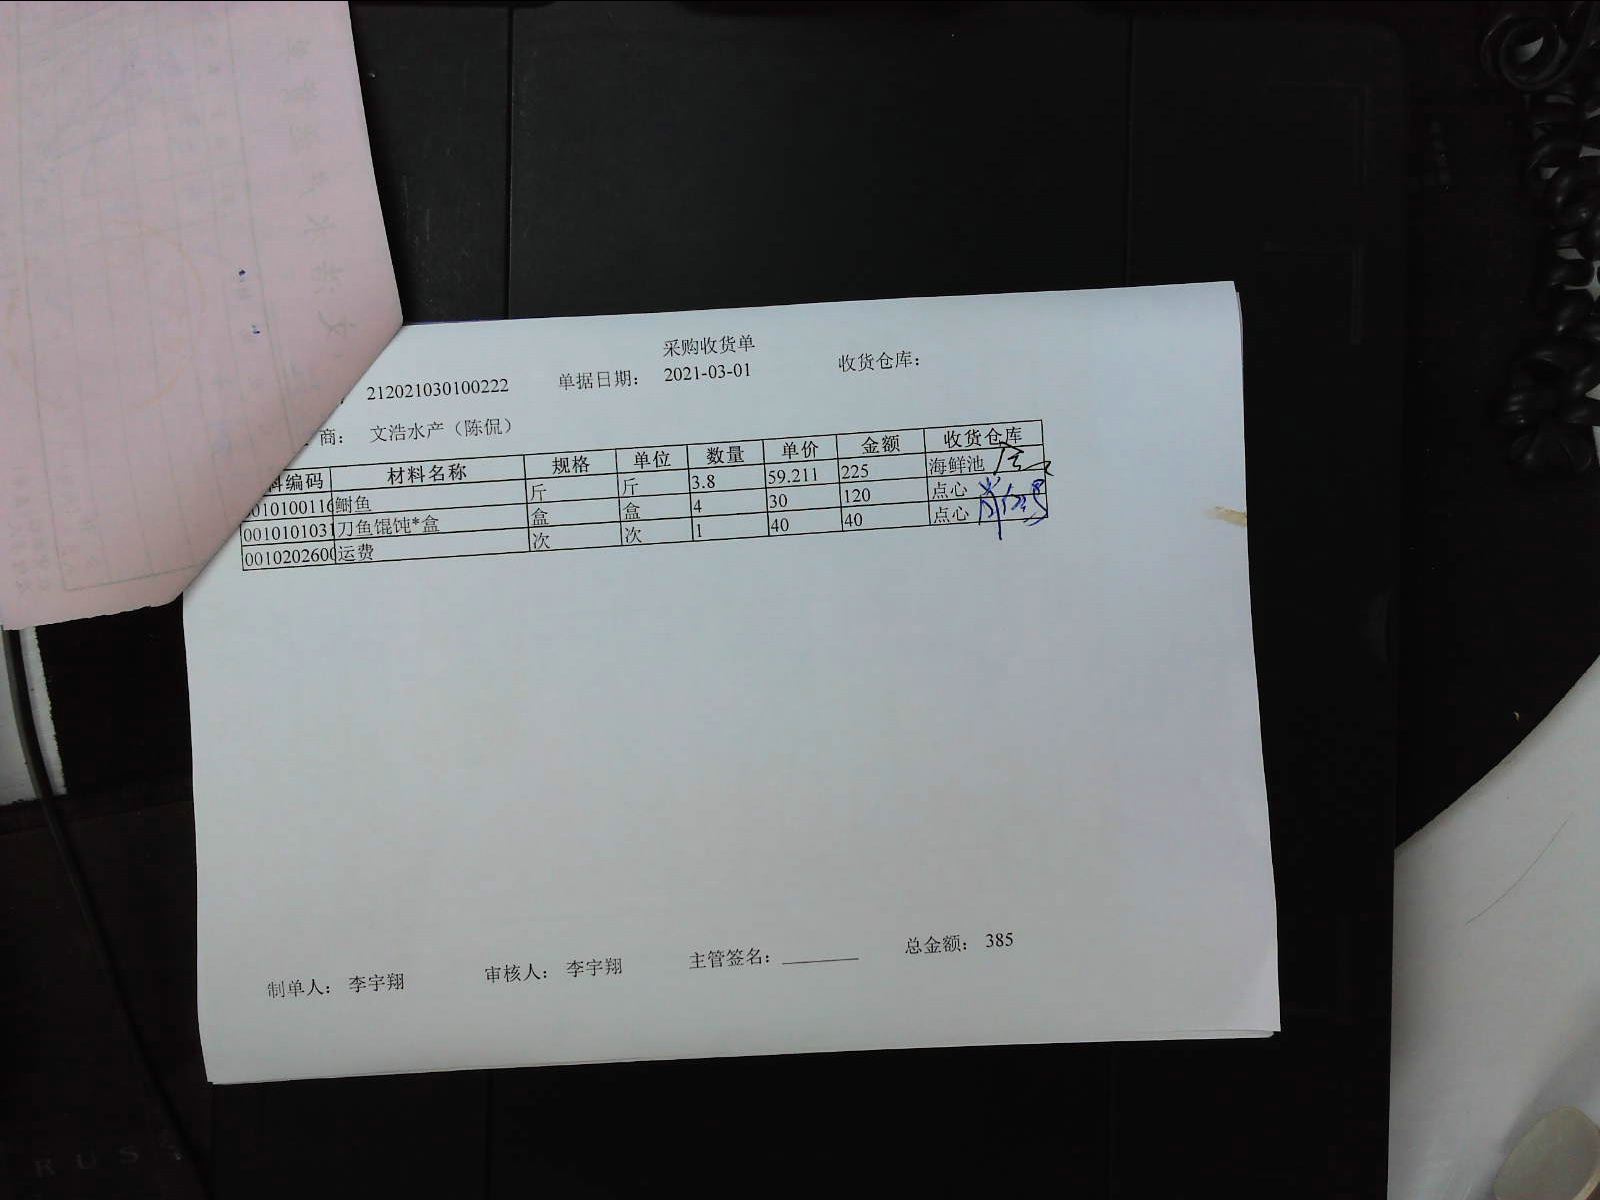 采购收货单
212021030100222 单据日期： 2021-03-01 收货仓库：
商： 文浩水产（陈侃）
料编码 材料名称 规格 单位 数量 单价 金额 收货仓库
010100116 鲥鱼 斤 斤 3.8 59.211 225 海鲜池
0010101031 刀鱼馄饨*盒 盒 盒 4 30 120 点心
0010202600 运费 次 次 1 40 40 点心
制单人： 李宇翔 审核人： 李宇翔 主管签名：________ 总金额： 385